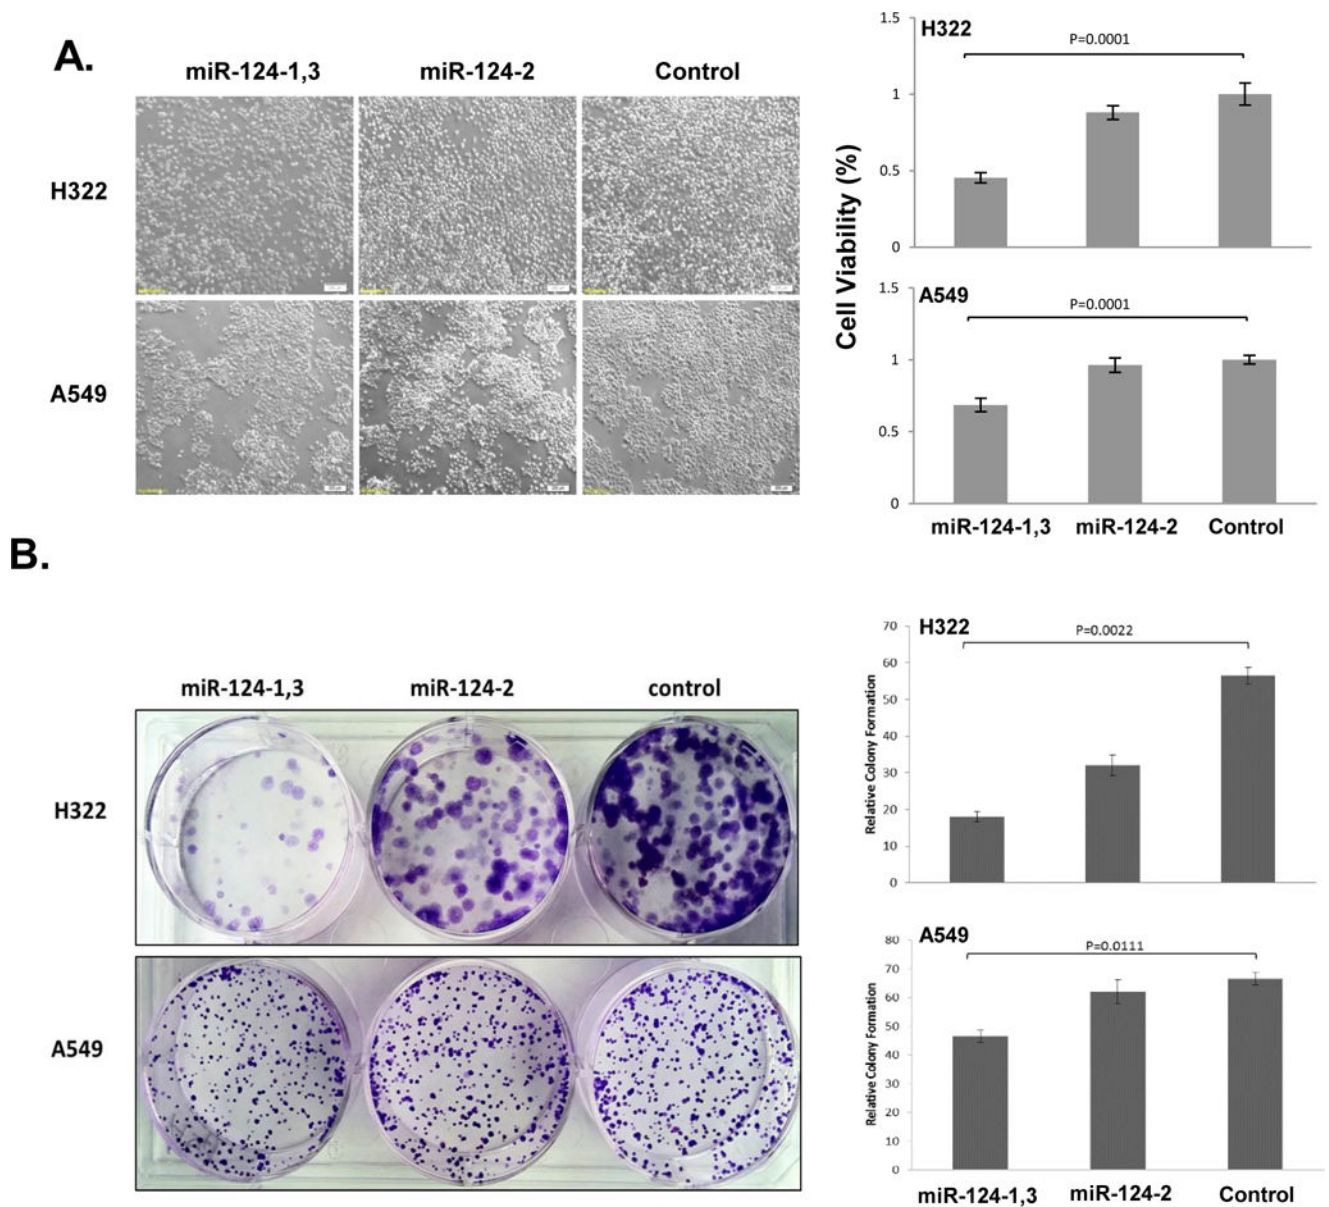 A.
miR-124-1,3 miR-124-2 Control
H322
A549
Cell Viability (%)
H322
P=0.0001
1.5
1
0.5
0
A549
P=0.0001
1.5
1
0.5
0
miR-124-1,3 miR-124-2 Control
B.
miR-124-1,3 miR-124-2 control
H322
A549
H322
P=0.0022
Relative Colony Formation
70
60
50
40
30
20
10
0
A549
P=0.0111
Relative Colony Formation
80
70
60
50
40
30
20
10
0
miR-124-1,3 miR-124-2 Control